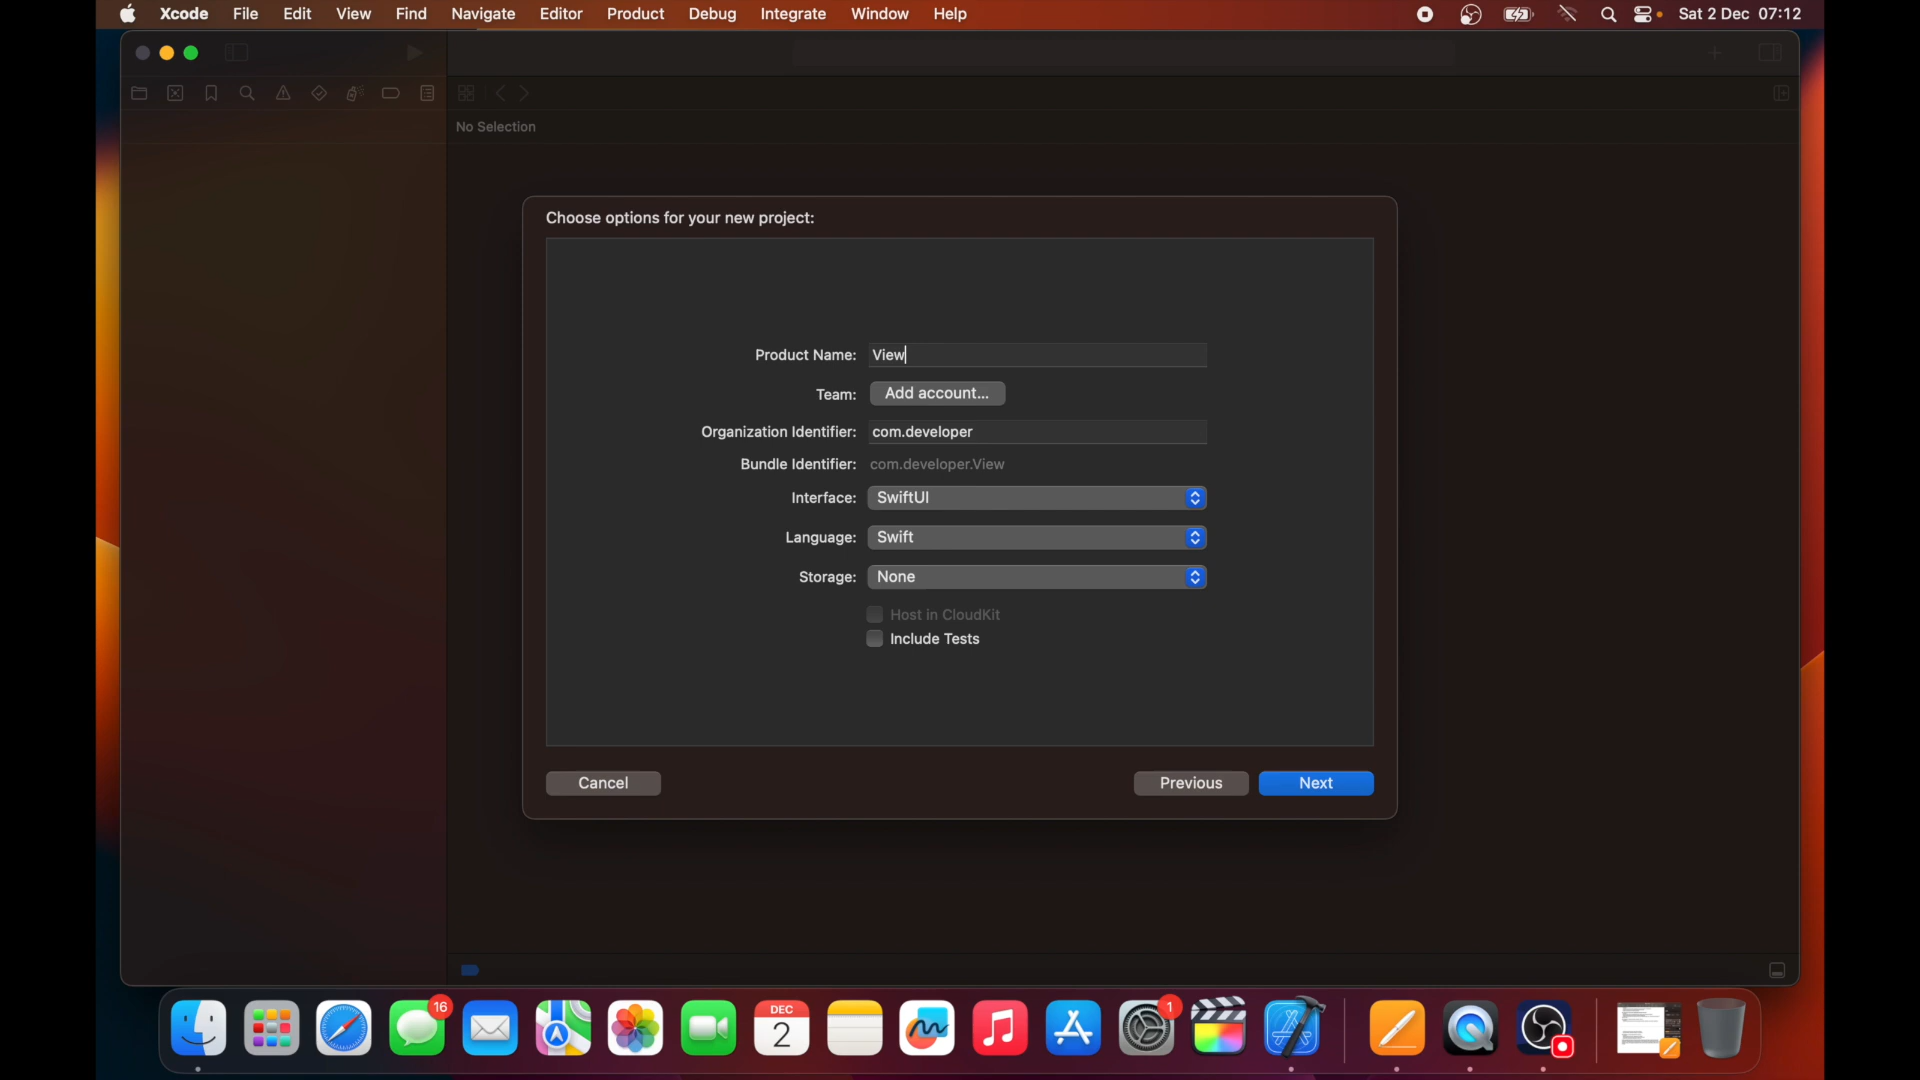 Xcode File Edit View Find Navigate Editor Product Debug Integrate Window Help Sat 2 Dec 07:12
No Selection
Choose options for your new project:
Product Name: View
Team: Add account...
Organization Identifier: com.developer
Bundle Identifier: com.developer.View
Interface: SwiftUI
Language: Swift
Storage: None
Host in CloudKit
Include Tests
Cancel Previous Next
16 DEC 2 1